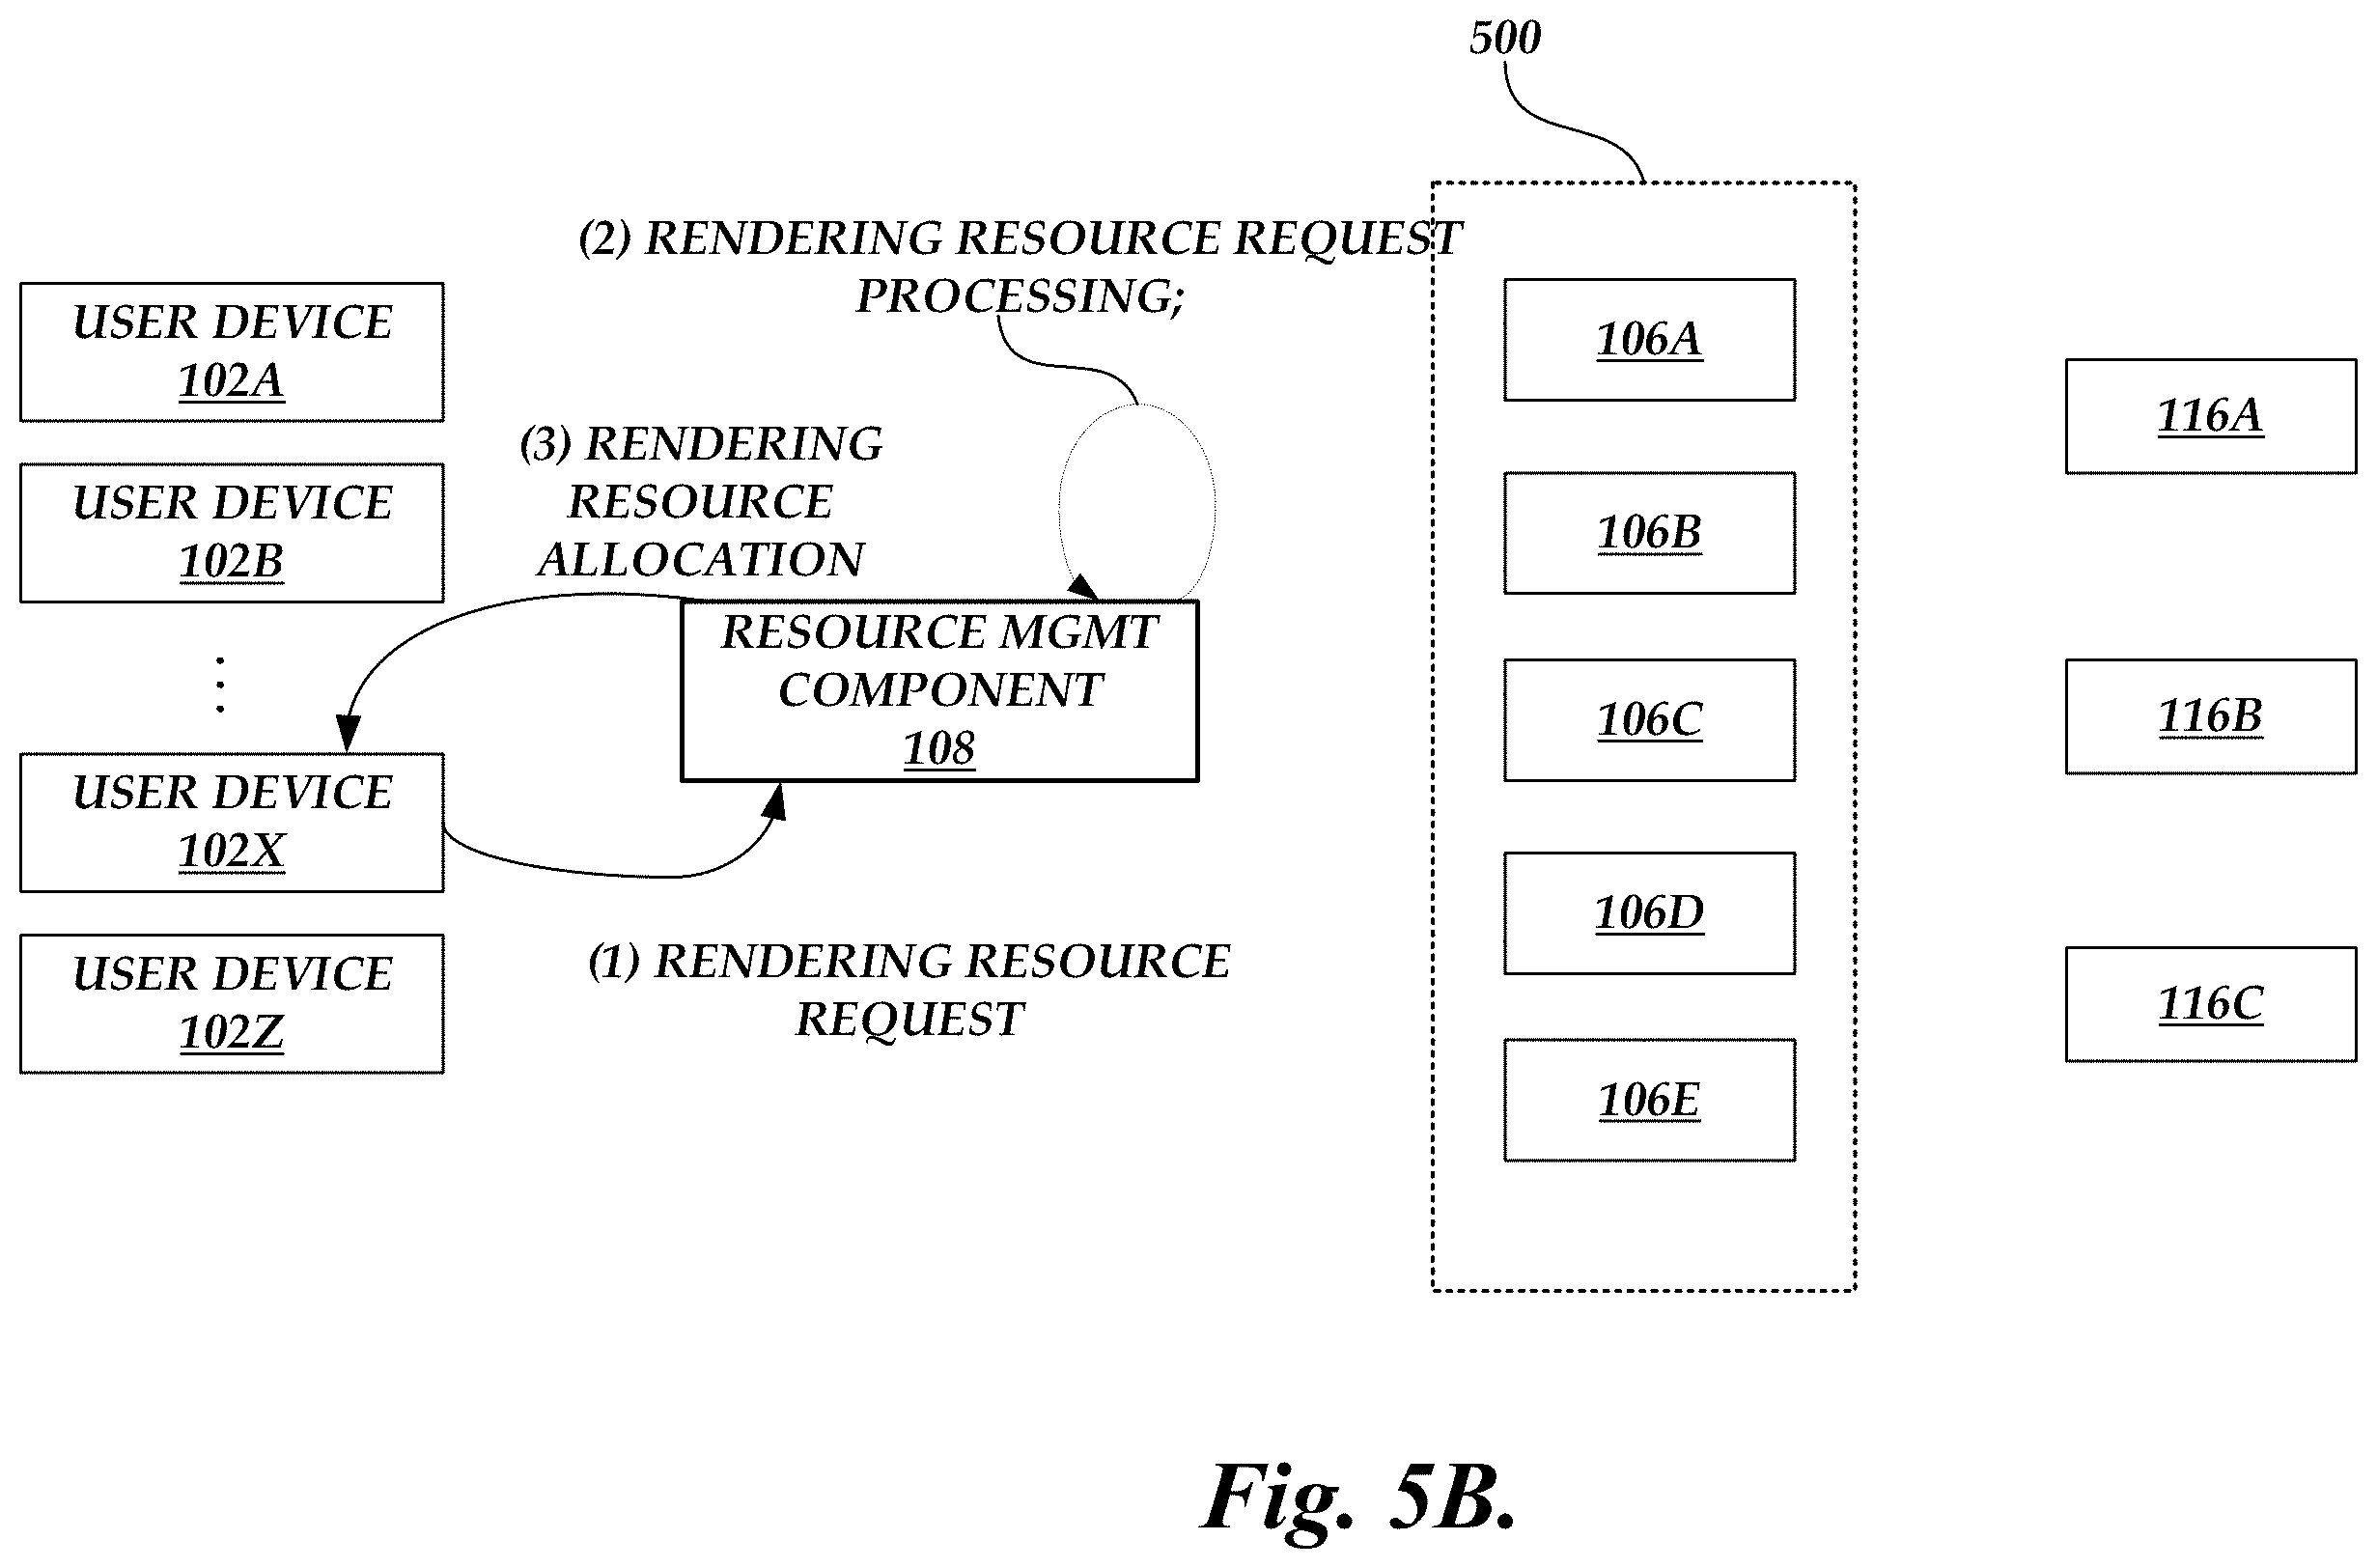 500
(2) RENDERING RESOURCE REQUEST
PROCESSING;
USER DEVICE
102A
USER DEVICE
102B
⋮
USER DEVICE
102X
USER DEVICE
102Z
(3) RENDERING
RESOURCE
ALLOCATION
RESOURCE MGMT
COMPONENT
108
(1) RENDERING RESOURCE
REQUEST
106A
106B
106C
106D
106E
116A
116B
116C
Fig. 5B.